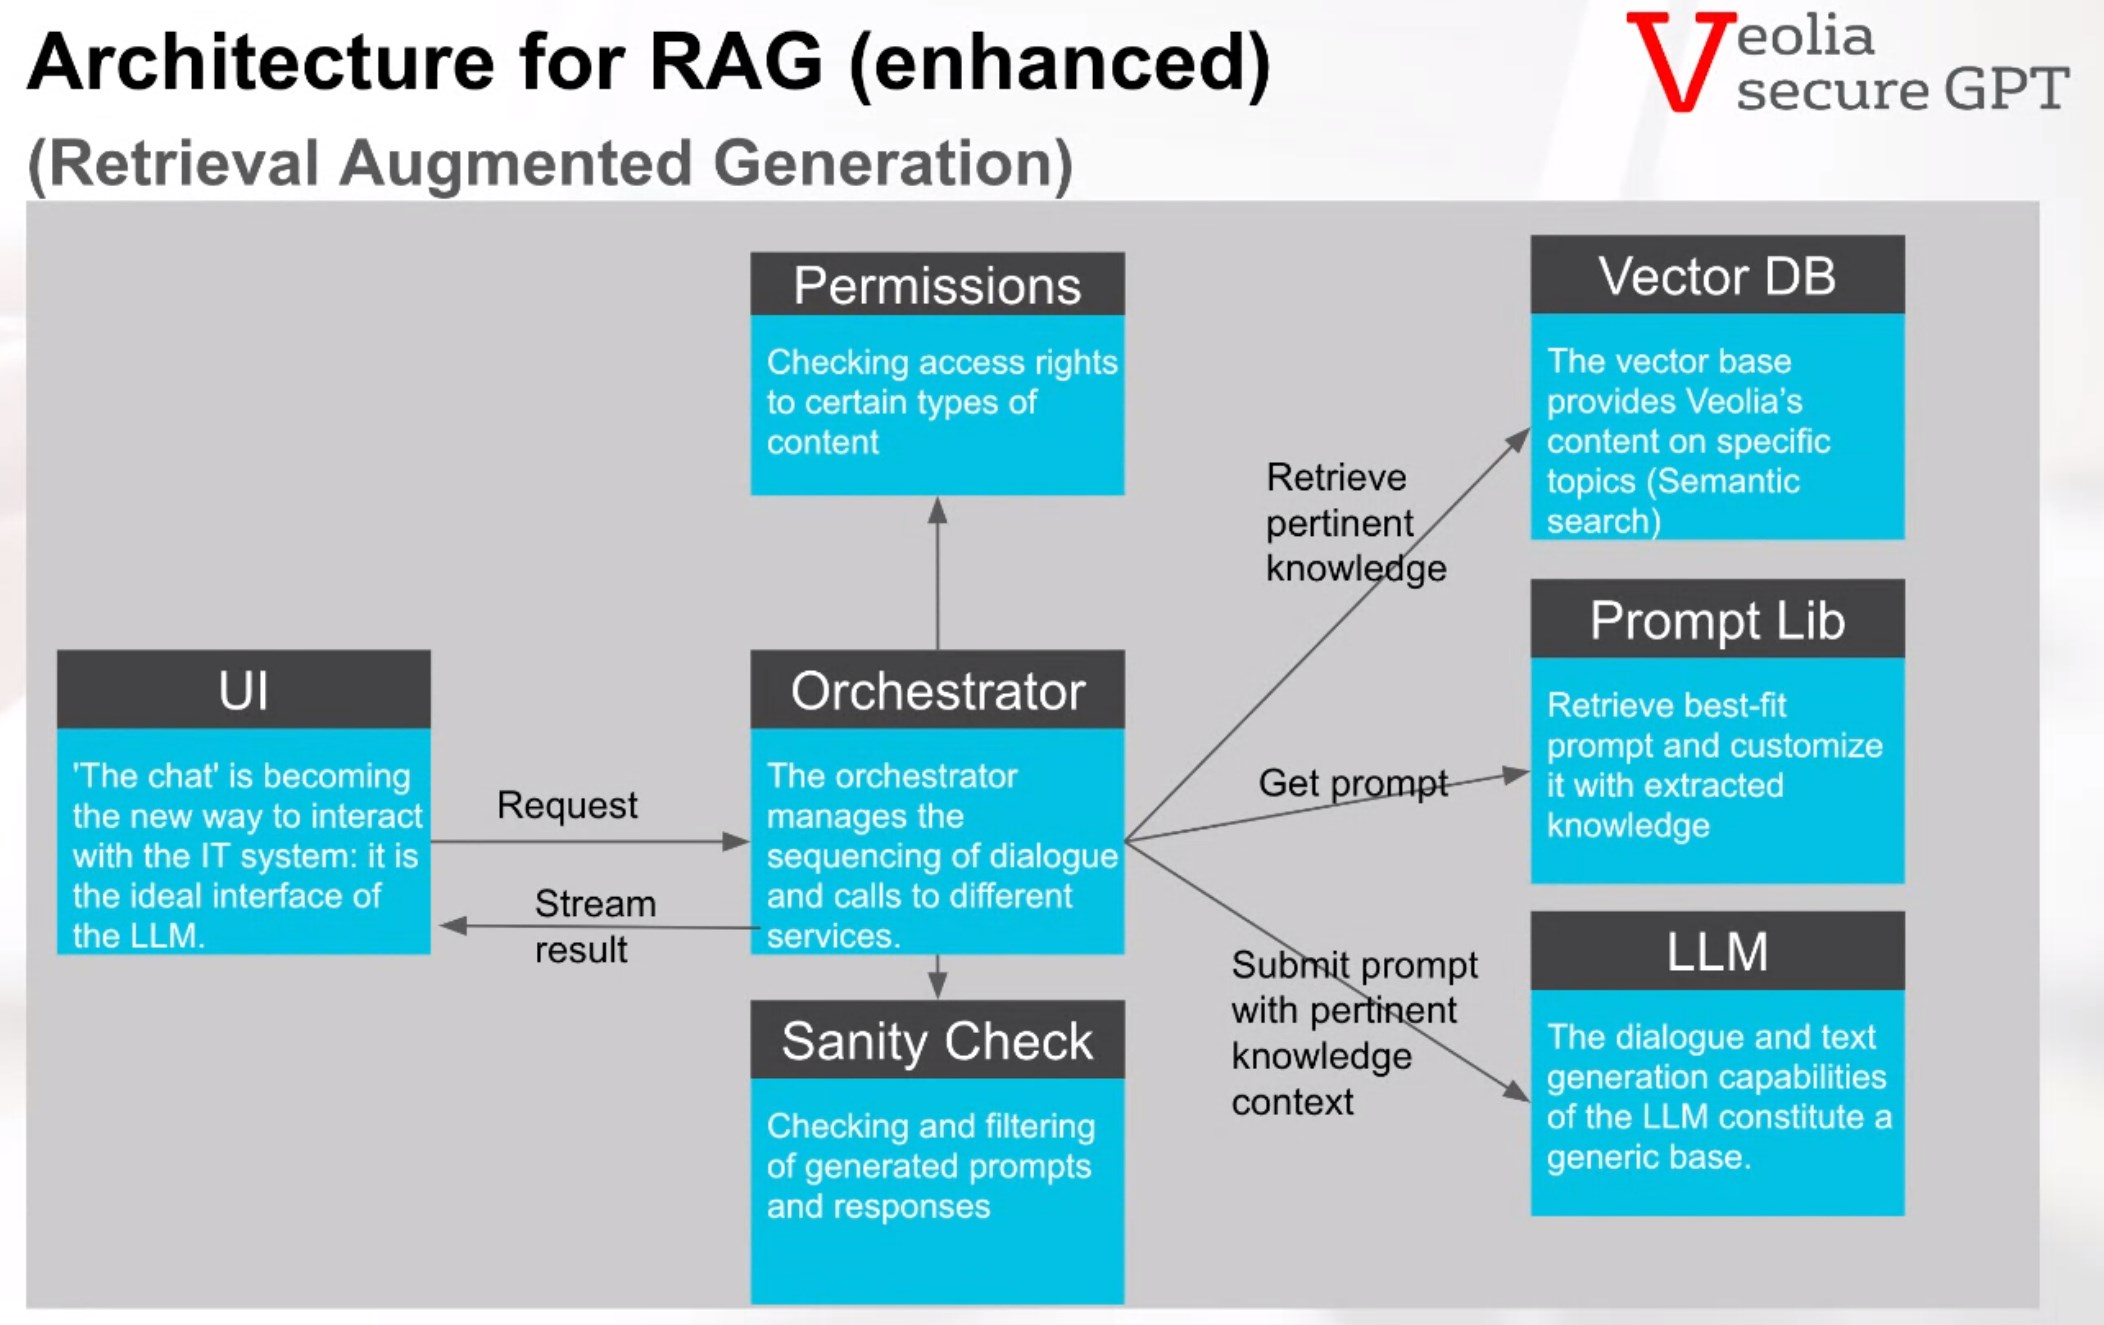 Architecture for RAG (enhanced)
(Retrieval Augmented Generation)
Veolia
secure GPT
Permissions
Checking access rights
to certain types of
content
Vector DB
The vector base
provides Veolia’s
content on specific
topics (Semantic
search)
Retrieve
pertinent
knowledge
Prompt Lib
Retrieve best-fit
prompt and customize
it with extracted
knowledge
UI
'The chat' is becoming
the new way to interact
with the IT system: it is
the ideal interface of
the LLM.
Request
Stream
result
Orchestrator
The orchestrator
manages the
sequencing of dialogue
and calls to different
services.
Get prompt
Submit prompt
with pertinent
knowledge
context
LLM
The dialogue and text
generation capabilities
of the LLM constitute a
generic base.
Sanity Check
Checking and filtering
of generated prompts
and responses